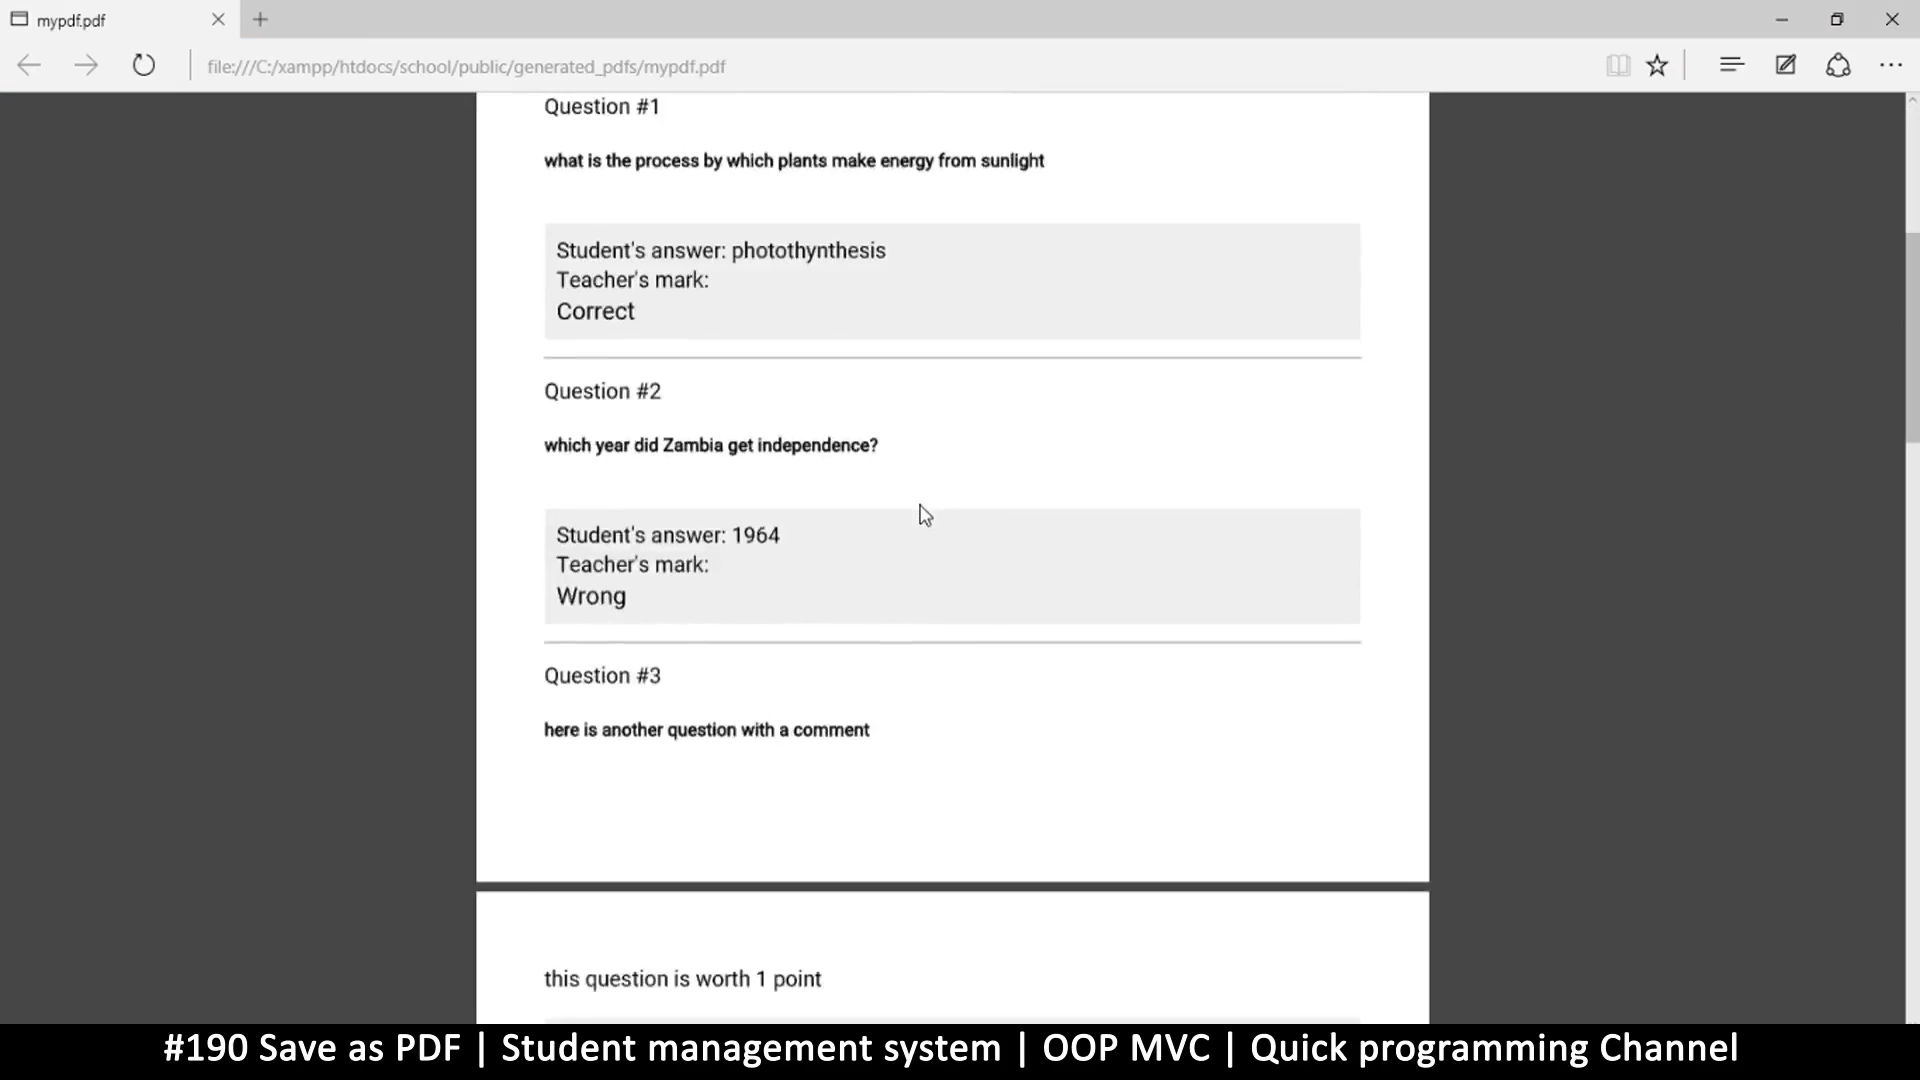 mypdf.pdf
file:///C:/xampp/htdocs/school/public/generated_pdfs/mypdf.pdf
Question #1
what is the process by which plants make energy from sunlight
Student's answer: photothynthesis
Teacher's mark:
Correct
Question #2
which year did Zambia get independence?
Student's answer: 1964
Teacher's mark:
Wrong
Question #3
here is another question with a comment
this question is worth 1 point
#190 Save as PDF | Student management system | OOP MVC | Quick programming Channel